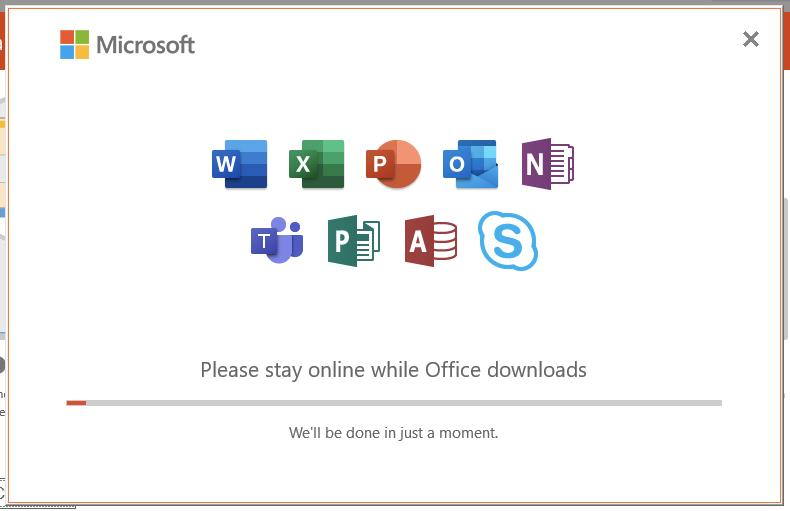 Microsoft
W
X
P
O
N
T
P
A
S
Please stay online while Office downloads
We'll be done in just a moment.